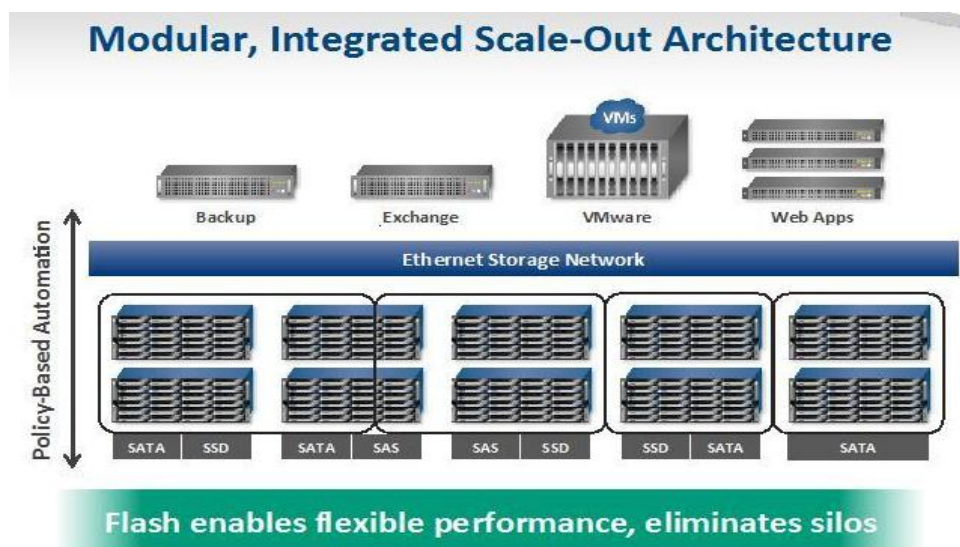 Modular, Integrated Scale-Out Architecture
VMs
Backup
Exchange
VMware
Web Apps
Policy-Based Automation
Ethernet Storage Network
SATA SSD SATA SAS SAS SSD SSD SATA SATA
Flash enables flexible performance, eliminates silos